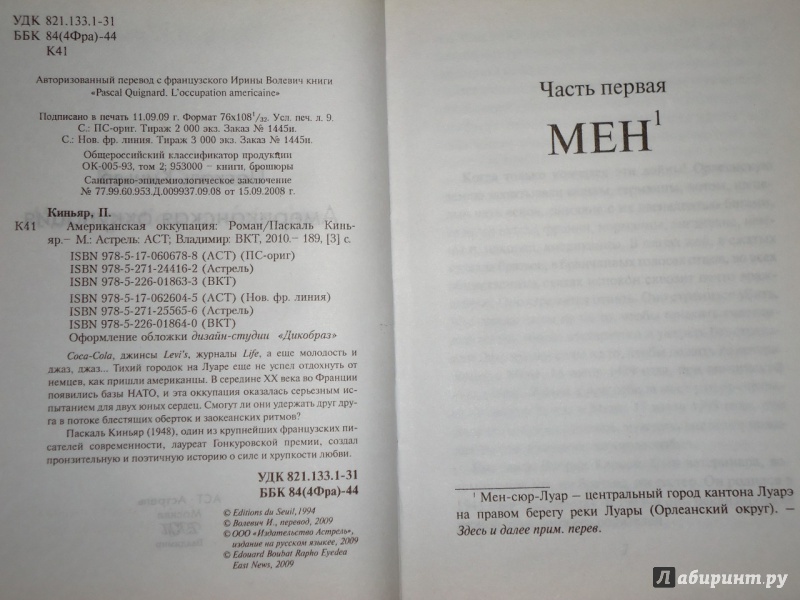 УДК 821.133.1-31
ББК 84(4Фра)-44
К41
Авторизованный перевод с французского Ирины Волевич книги
«Pascal Quignard. L'occupation americaine»
Подписано в печать 11.09.09 г. Формат 76x108 1/32. Усл. печ. л. 9.
С.: ПС-ориг. Тираж 2 000 экз. Заказ № 1445и.
С.: Нов. фр. линия. Тираж 3 000 экз. Заказ № 1445и.
Общероссийский классификатор продукции
ОК-005-93, том 2; 953000 – книги, брошюры
Санитарно-эпидемиологическое заключение
№ 77.99.60.953.Д.009937.09.08 от 15.09.2008 г.
Киньяр, П.
К41 Американская оккупация: Роман/Паскаль Кинь-
яр.– М.: Астрель: АСТ; Владимир: ВКТ, 2010.– 189, [3] с.
ISBN 978-5-17-060678-8 (АСТ) (ПС-ориг)
ISBN 978-5-271-24416-2 (Астрель)
ISBN 978-5-226-01863-3 (ВКТ)
ISBN 978-5-17-062604-5 (АСТ) (Нов. фр. линия)
ISBN 978-5-271-25565-6 (Астрель)
ISBN 978-5-226-01864-0 (ВКТ)
Оформление обложки дизайн-студии «Дикобраз»
Coca-Cola, джинсы Levi's, журналы Life, а еще молодость и
джаз, джаз... Тихий городок на Луаре еще не успел отдохнуть от
немцев, как пришли американцы. В середине XX века во Франции
появились базы НАТО, и эта оккупация оказалась серьезным ис-
пытанием для двух юных сердец. Смогут ли они удержать друг дру-
га в потоке блестящих оберток и заокеанских ритмов?
Паскаль Киньяр (1948), один из крупнейших французских пи-
сателей современности, лауреат Гонкуровской премии, создал
пронзительную и поэтичную историю о силе и хрупкости любви.
УДК 821.133.1-31
ББК 84(4Фра)-44
© Editions du Seuil, 1994
© Волевич И., перевод, 2009
© ООО «Издательство Астрель»,
издание на русском языкее, 2009
© Edouard Boubat Rapho Eyedea
East News, 2009
Часть первая
МЕН¹
¹ Мен-сюр-Луар – центральный город кантона Луарэ
на правом берегу реки Луары (Орлеанский округ). –
Здесь и далее прим. перев.
лабиринт.ру